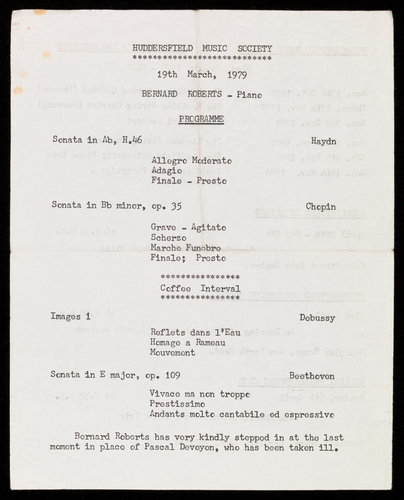 HUDDERSFIELD MUSIC SOCIETY
****************************
19th March, 1979
BERNARD ROBERTS - Piano
PROGRAMME
Sonata in Ab, H.46 Haydn
Allegro Moderato
Adagio
Finale - Presto
Sonata in Bb minor, op. 35 Chopin
Grave - Agitato
Scherzo
Marche Funebre
Finale; Presto
****************
Coffee Interval
****************
Images 1 Debussy
Reflets dans l'Eau
Homage a Rameau
Mouvement
Sonata in E major, op. 109 Beethoven
Vivace ma non troppo
Prestissimo
Andante molto cantabile ed espressivo
Bernard Roberts has very kindly stepped in at the last
moment in place of Pascal Devoyon, who has been taken ill.